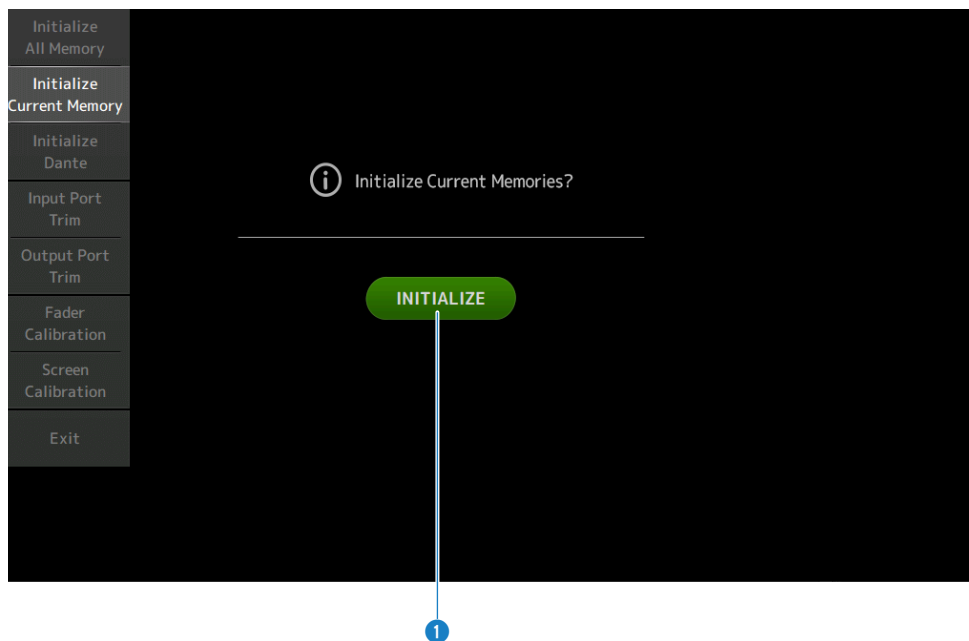 Initialize
All Memory
Initialize
Current Memory
Initialize
Dante
Input Port
Trim
Output Port
Trim
Fader
Calibration
Screen
Calibration
Exit
Initialize Current Memories?
INITIALIZE
1